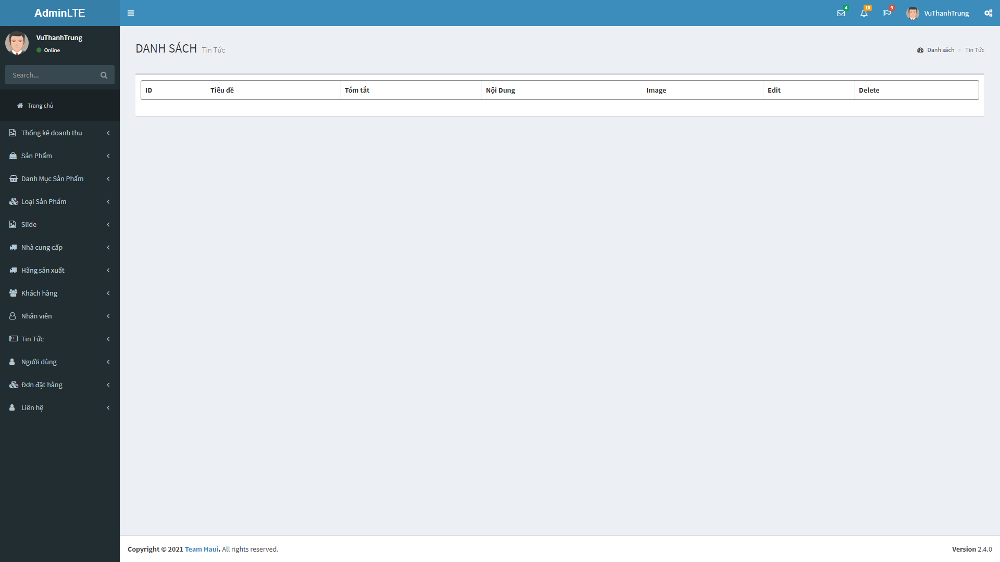 AdminLTE
4
10
9
VuThanhTrung
VuThanhTrung
Online
Search...
Trang chủ
Thống kê doanh thu
Sản Phẩm
Danh Mục Sản Phẩm
Loại Sản Phẩm
Slide
Nhà cung cấp
Hãng sản xuất
Khách hàng
Nhân viên
Tin Tức
Người dùng
Đơn đặt hàng
Liên hệ
DANH SÁCH Tin Tức
Danh sách > Tin Tức
ID Tiêu đề Tóm tắt Nội Dung Image Edit Delete
Copyright © 2021 Team Haui. All rights reserved.
Version 2.4.0